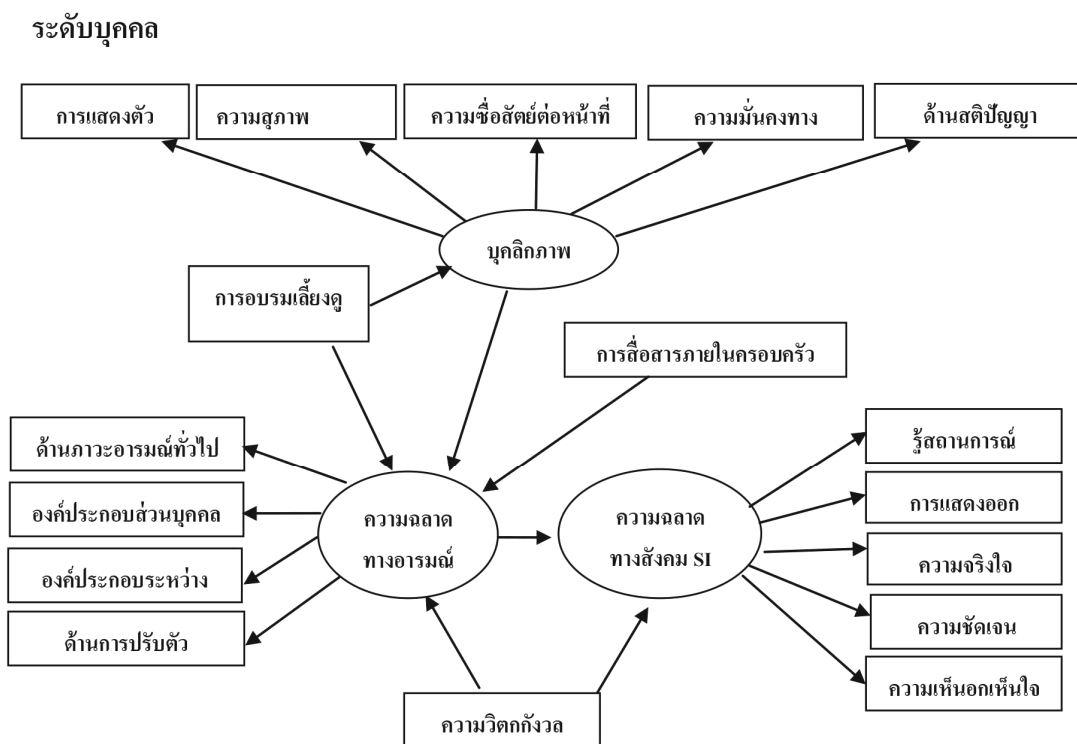 ระดับบุคคล
การแสดงตัว
ความสุภาพ
ความซื่อสัตย์ต่อหน้าที่
ความมั่นคงทาง
ด้านสติปัญญา
บุคลิกภาพ
การอบรมเลี้ยงดู
การสื่อสารภายในครอบครัว
ด้านภาวะอารมณ์ทั่วไป
องค์ประกอบส่วนบุคคล
องค์ประกอบระหว่าง
ด้านการปรับตัว
ความฉลาด
ทางอารมณ์
ความฉลาด
ทางสังคม SI
รู้สถานการณ์
การแสดงออก
ความจริงใจ
ความชัดเจน
ความเห็นอกเห็นใจ
ความวิตกกังวล